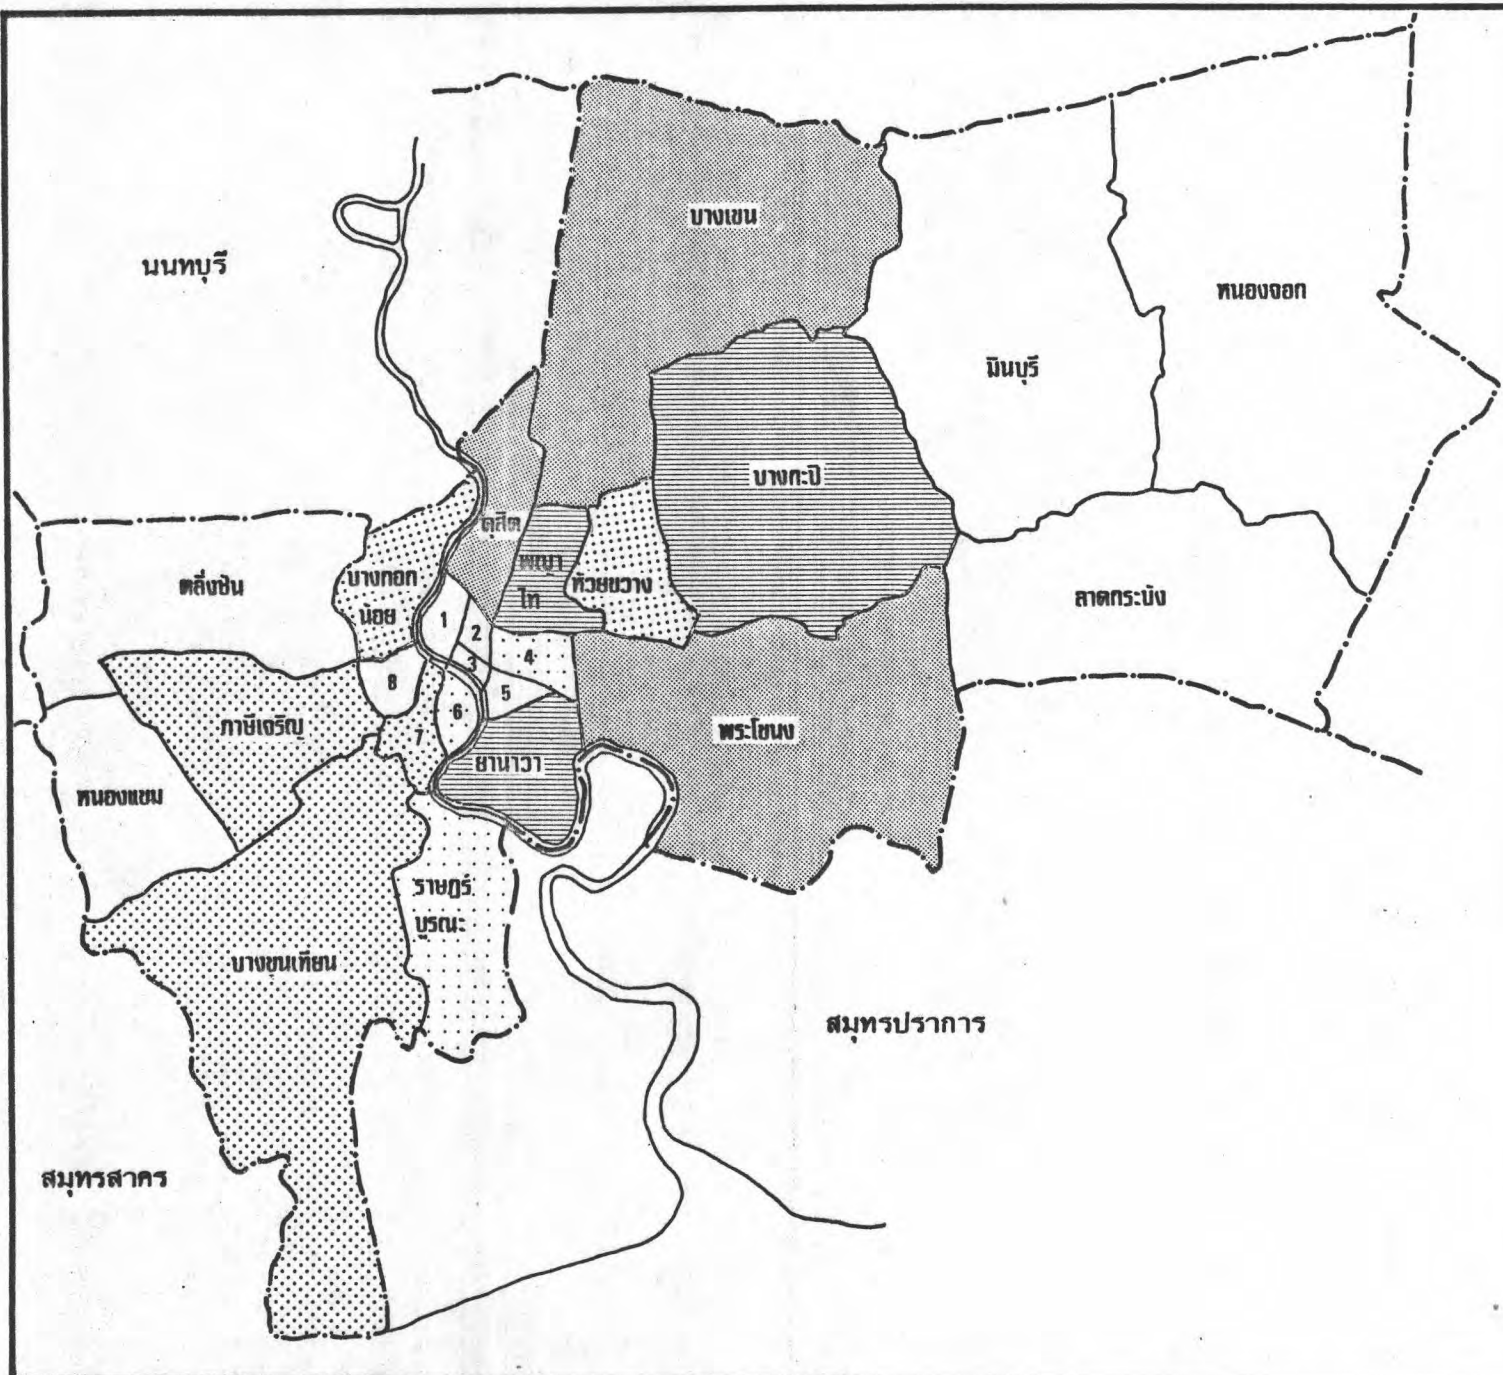 บางเขน
นนทบุรี
หนองจอก
มีนบุรี
บางกะปิ
ดุสิต
พญา
ไท
ห้วยขวาง
บางกอก
น้อย
ตลิ่งชัน
ลาดกระบัง
1
2
3
4
5
6
7
8
ภาษีเจริญ
พระโขนง
ยานาวา
หนองแขม
ราษฎร์
บูรณะ
บางขุนเทียน
สมุทรปราการ
สมุทรสาคร